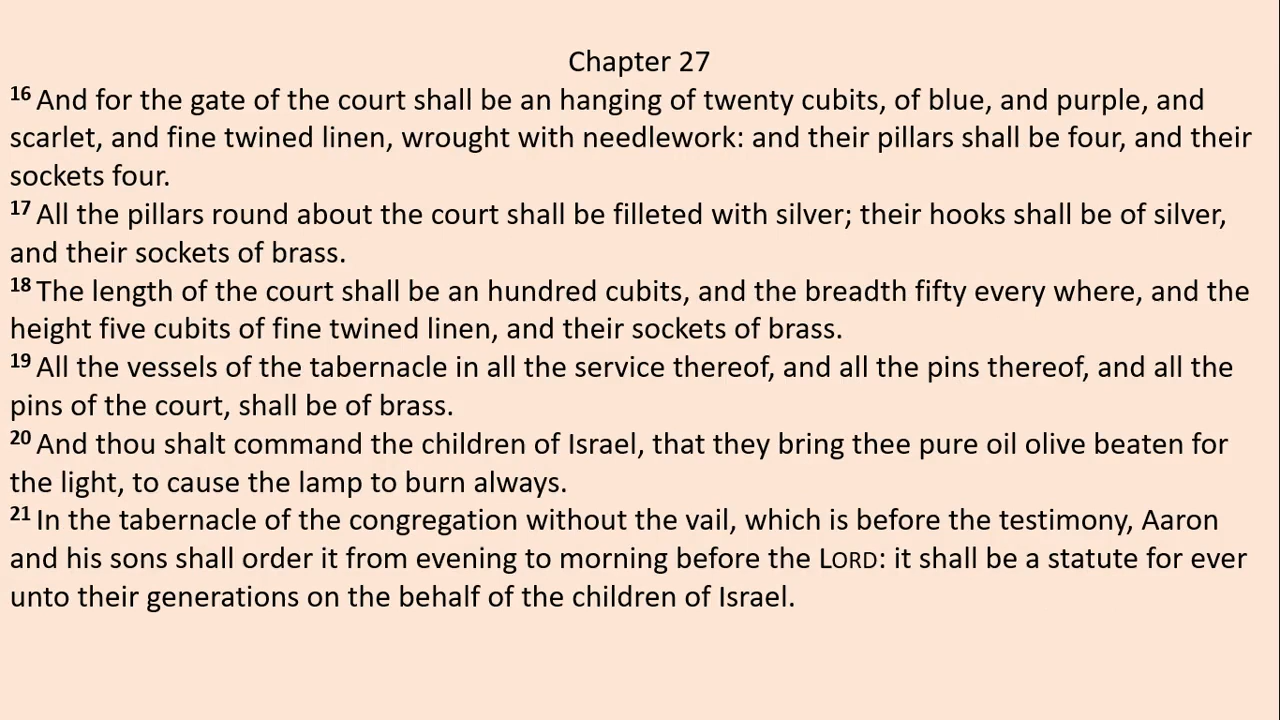 Chapter 27
16 And for the gate of the court shall be an hanging of twenty cubits, of blue, and purple, and
scarlet, and fine twined linen, wrought with needlework: and their pillars shall be four, and their
sockets four.
17 All the pillars round about the court shall be filleted with silver; their hooks shall be of silver,
and their sockets of brass.
18 The length of the court shall be an hundred cubits, and the breadth fifty every where, and the
height five cubits of fine twined linen, and their sockets of brass.
19 All the vessels of the tabernacle in all the service thereof, and all the pins thereof, and all the
pins of the court, shall be of brass.
20 And thou shalt command the children of Israel, that they bring thee pure oil olive beaten for
the light, to cause the lamp to burn always.
21 In the tabernacle of the congregation without the vail, which is before the testimony, Aaron
and his sons shall order it from evening to morning before the LORD: it shall be a statute for ever
unto their generations on the behalf of the children of Israel.